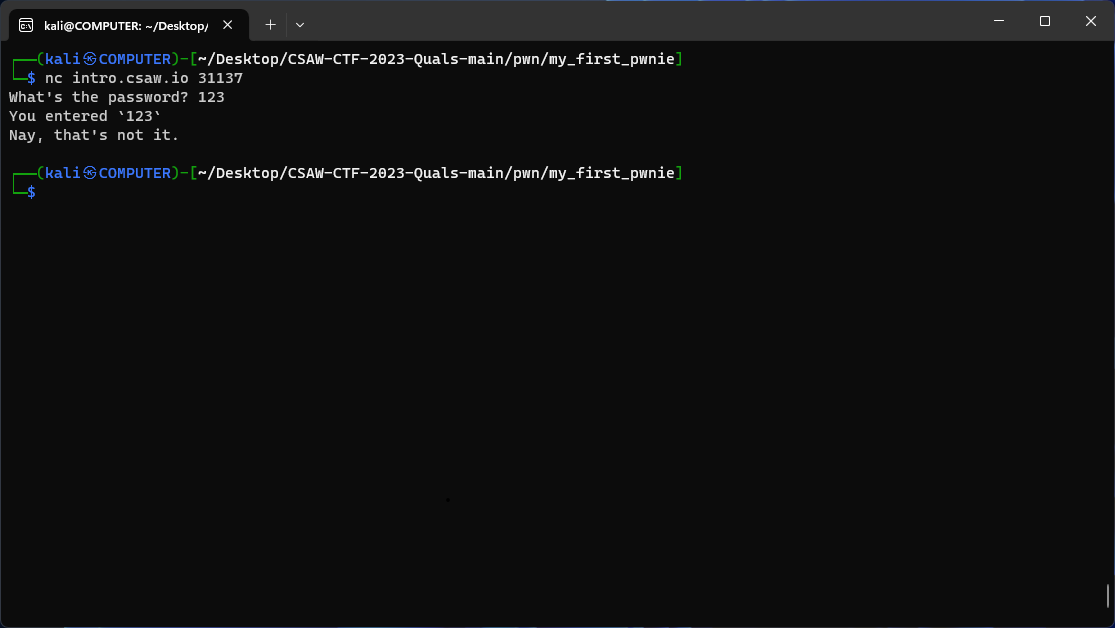 kali@COMPUTER: ~/Desktop/
┌──(kali㉿COMPUTER)-[~/Desktop/CSAW-CTF-2023-Quals-main/pwn/my_first_pwnie]
└─$ nc intro.csaw.io 31137
What's the password? 123
You entered `123`
Nay, that's not it.
┌──(kali㉿COMPUTER)-[~/Desktop/CSAW-CTF-2023-Quals-main/pwn/my_first_pwnie]
└─$